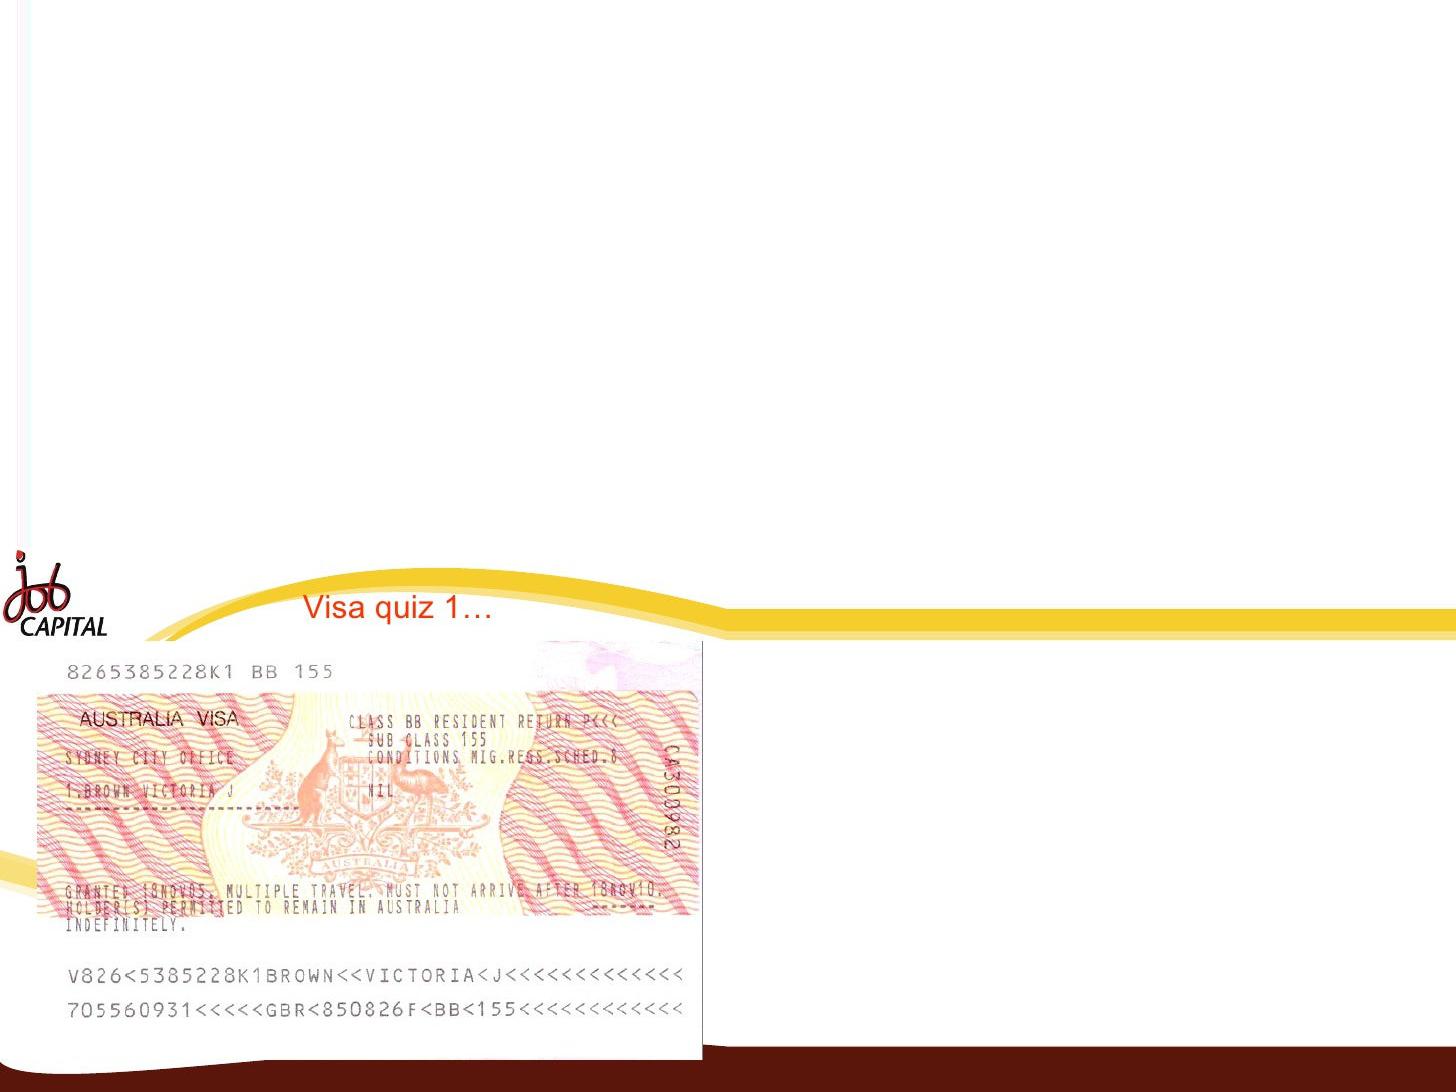 job
CAPITAL
Visa quiz 1…
8265385228K1 BB 155
AUSTRALIA VISA
CLASS BB RESIDENT RETURN P<<<
SUB CLASS 155
SYDNEY CITY OFFICE
CONDITIONS MIG.REGS.SCHED.8
1.BROWN VICTORIA J
NIL
CA300982
AUSTRALIA
GRANTED 18NOV05. MULTIPLE TRAVEL. MUST NOT ARRIVE AFTER 18NOV10.
HOLDER(S) PERMITTED TO REMAIN IN AUSTRALIA
INDEFINITELY.
V826<5385228K1BROWN<<VICTORIA<J<<<<<<<<<<<<<
705560931<<<<<GBR<850826F<BB<155<<<<<<<<<<<<